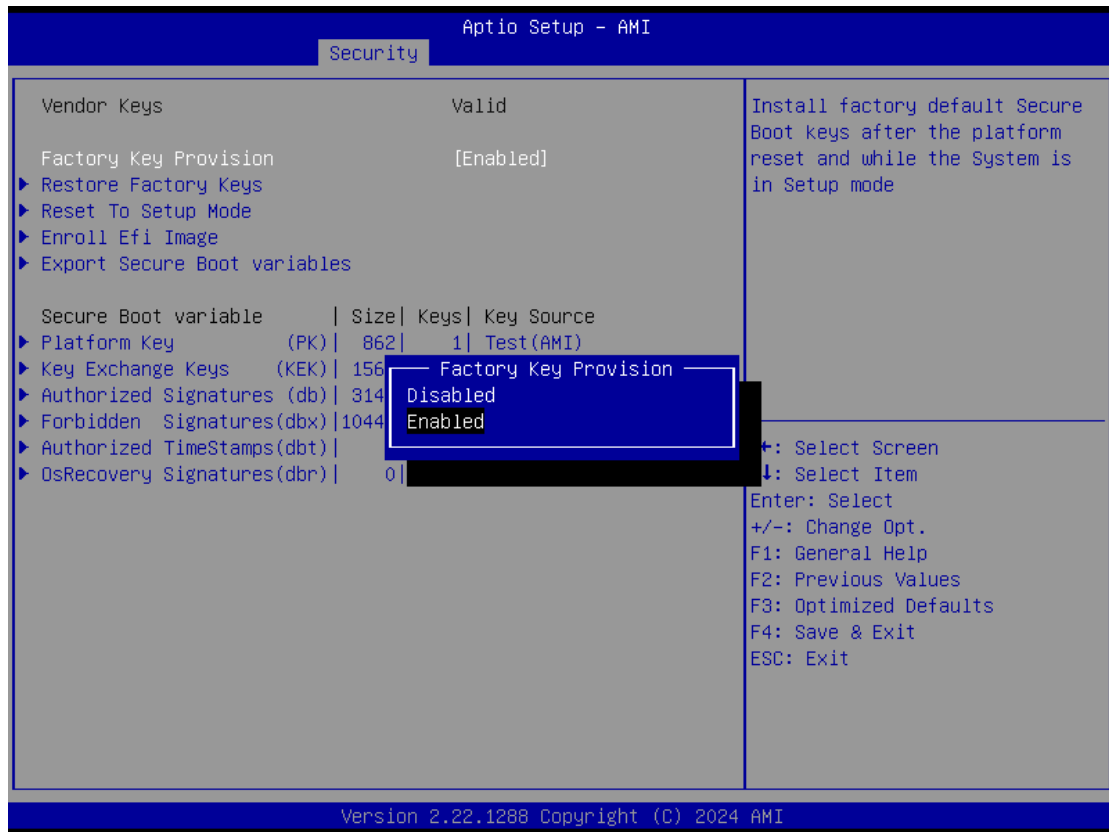 Aptio Setup – AMI
Security
Vendor Keys Valid
Factory Key Provision [Enabled]
Restore Factory Keys
Reset To Setup Mode
Enroll Efi Image
Export Secure Boot variables
Secure Boot variable | Size| Keys| Key Source
Platform Key (PK)| 862| 1| Test(AMI)
Key Exchange Keys (KEK)| 156
Authorized Signatures (db)| 314
Forbidden Signatures(dbx)|1044
Authorized TimeStamps(dbt)|
OsRecovery Signatures(dbr)| 0|
Factory Key Provision
Disabled
Enabled
Install factory default Secure
Boot keys after the platform
reset and while the System is
in Setup mode
←: Select Screen
↓: Select Item
Enter: Select
+/-: Change Opt.
F1: General Help
F2: Previous Values
F3: Optimized Defaults
F4: Save & Exit
ESC: Exit
Version 2.22.1288 Copyright (C) 2024 AMI